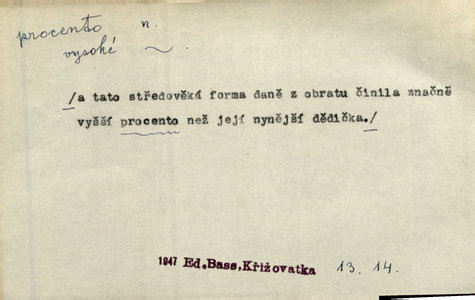 procento n.
vysoké ~.
/a tato středověká forma daně z obratu činila značně
vyšší procento než její nynější dědička./
1947 Ed.Bass,Křižovatka 13. 14.